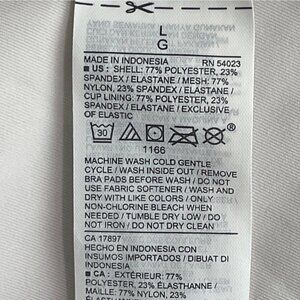 L
G
MADE IN INDONESIA RN 54023
■ US : SHELL: 77% POLYESTER, 23%
SPANDEX / ELASTANE / MESH: 77%
NYLON, 23% SPANDEX / ELASTANE /
CUP LINING: 77% POLYESTER, 23%
SPANDEX / ELASTANE / EXCLUSIVE
OF ELASTIC
30
1166
MACHINE WASH COLD GENTLE
CYCLE / WASH INSIDE OUT / REMOVE
BRA PADS BEFORE WASH / DO NOT
USE FABRIC SOFTENER / WASH AND
DRY WITH LIKE COLORS / ONLY
NON-CHLORINE BLEACH WHEN
NEEDED / TUMBLE DRY LOW / DO
NOT IRON / DO NOT DRY CLEAN
CA 17897
HECHO EN INDONESIA CON
INSUMOS IMPORTADOS / DIBUAT DI
INDONESIA
■ CA : EXTÉRIEUR: 77%
POLYESTER, 23% ÉLASTHANNE /
MAILLE: 77% NYLON, 23%